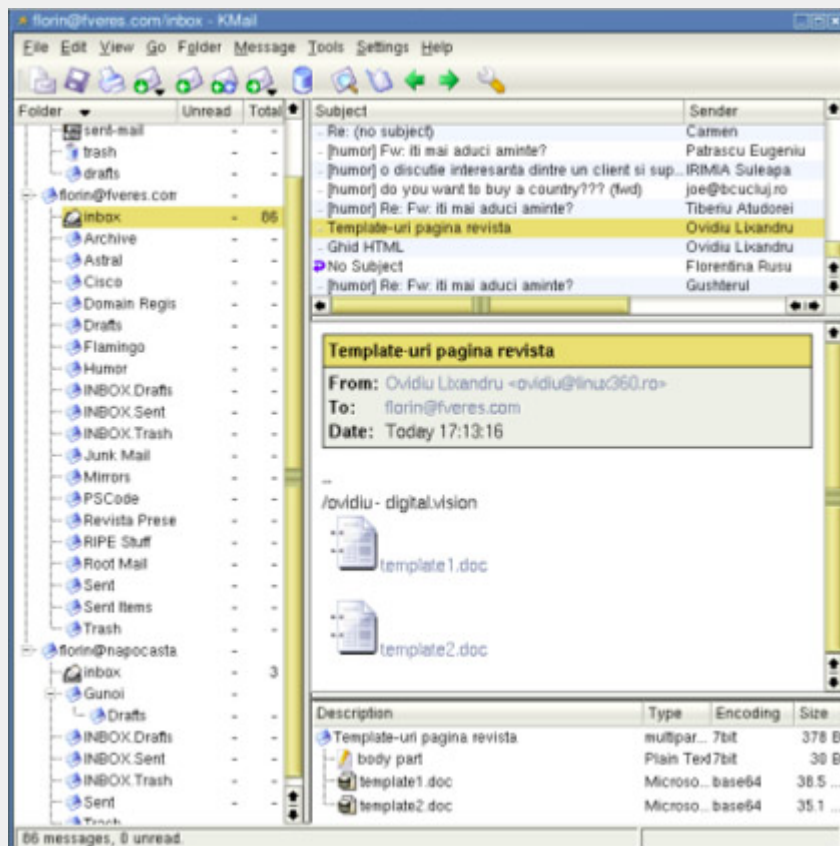 florin@fveres.com/inbox - KMail
File Edit View Go Folder Message Tools Settings Help
Folder Unread Total
sent-mail - -
trash - -
drafts - -
florin@fveres.com
inbox - 86
Archive - -
Astral - -
Cisco - -
Domain Regis - -
Drafts - -
Flamingo - -
Humor - -
INBOX.Drafts - -
INBOX.Sent - -
INBOX.Trash - -
Junk Mail - -
Mirrors - -
PSCode - -
Revista Prese - -
RIPE Stuff - -
Root Mail - -
Sent - -
Sent Items - -
Trash - -
florin@napocasta
inbox - 3
Gunoi - -
Drafts - -
INBOX.Drafts - -
INBOX.Sent - -
INBOX.Trash - -
Sent - -
Trash - -
Subject Sender
Re: (no subject) Carmen
[humor] Fw: iti mai aduci aminte? Patrascu Eugeniu
[humor] o discutie interesanta dintre un client si sup... IRIMIA Suleapa
[humor] do you want to buy a country??? (fwd) joe@bcucluj.ro
[humor] Re: Fw: iti mai aduci aminte? Tiberiu Atudorei
Template-uri pagina revista Ovidiu Lixandru
Ghid HTML Ovidiu Lixandru
No Subject Florentina Rusu
[humor] Re: Fw: iti mai aduci aminte? Gushterul
Template-uri pagina revista
From: Ovidiu Lixandru <ovidiu@linux360.ro>
To: florin@fveres.com
Date: Today 17:13:16
--
/ovidiu - digital.vision
template1.doc
template2.doc
Description Type Encoding Size
Template-uri pagina revista multipar... 7bit 378 B
body part Plain Text 7bit 30 B
template1.doc Microso... base64 38.5 ...
template2.doc Microso... base64 35.1 ...
86 messages, 0 unread.